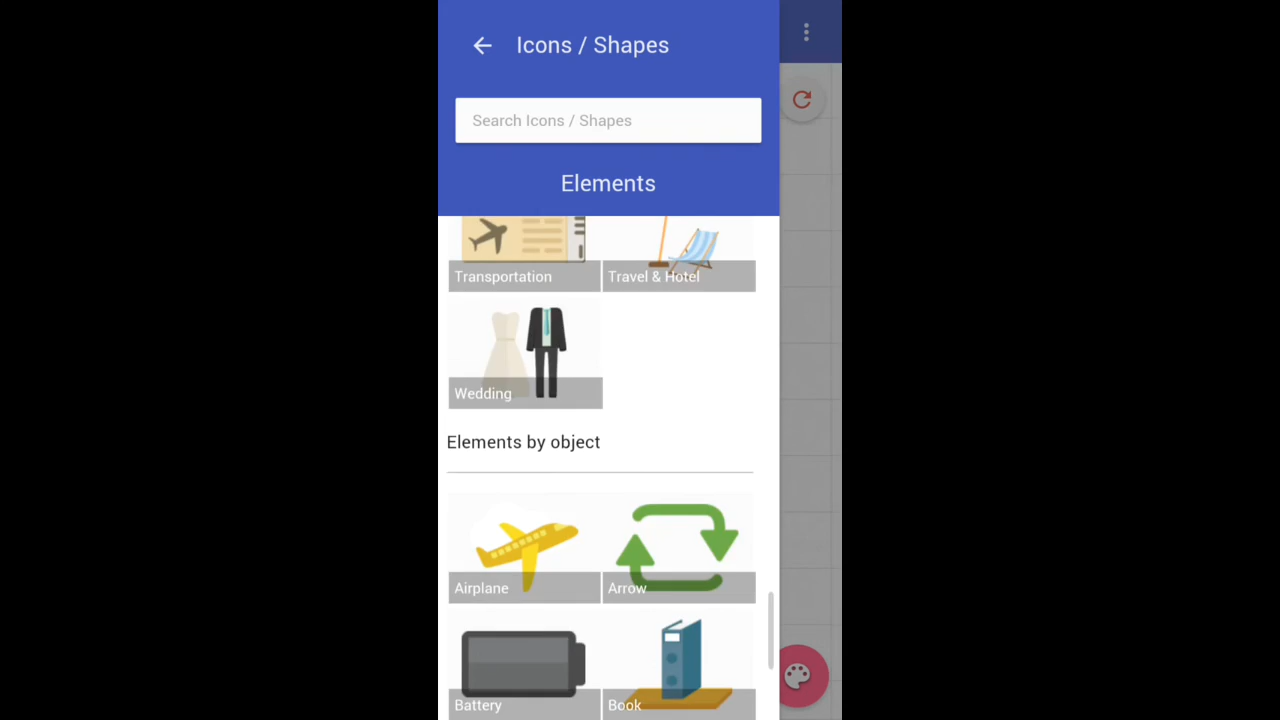 Icons / Shapes
Search Icons / Shapes
Elements
Transportation
Travel & Hotel
Wedding
Elements by object
Airplane
Arrow
Battery
Book